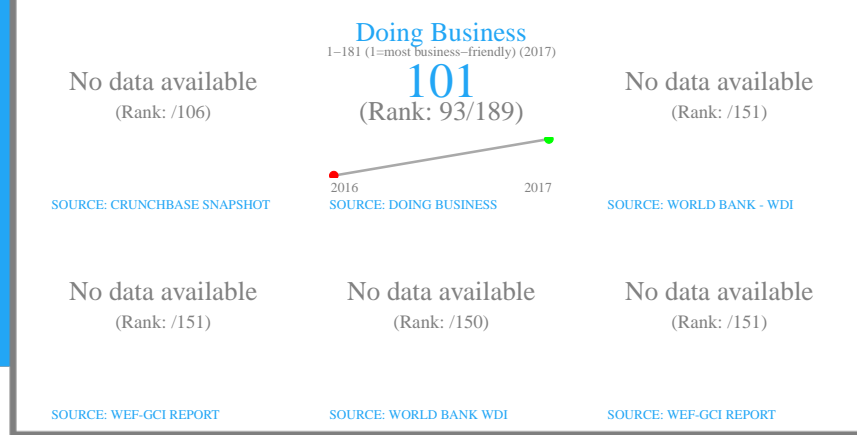 Doing Business
1−181 (1=most business−friendly) (2017)
No data available
(Rank: /106)
101
(Rank: 93/189)
No data available
(Rank: /151)
2016
2017
SOURCE: CRUNCHBASE SNAPSHOT
SOURCE: DOING BUSINESS
SOURCE: WORLD BANK - WDI
No data available
(Rank: /151)
No data available
(Rank: /150)
No data available
(Rank: /151)
SOURCE: WEF-GCI REPORT
SOURCE: WORLD BANK WDI
SOURCE: WEF-GCI REPORT